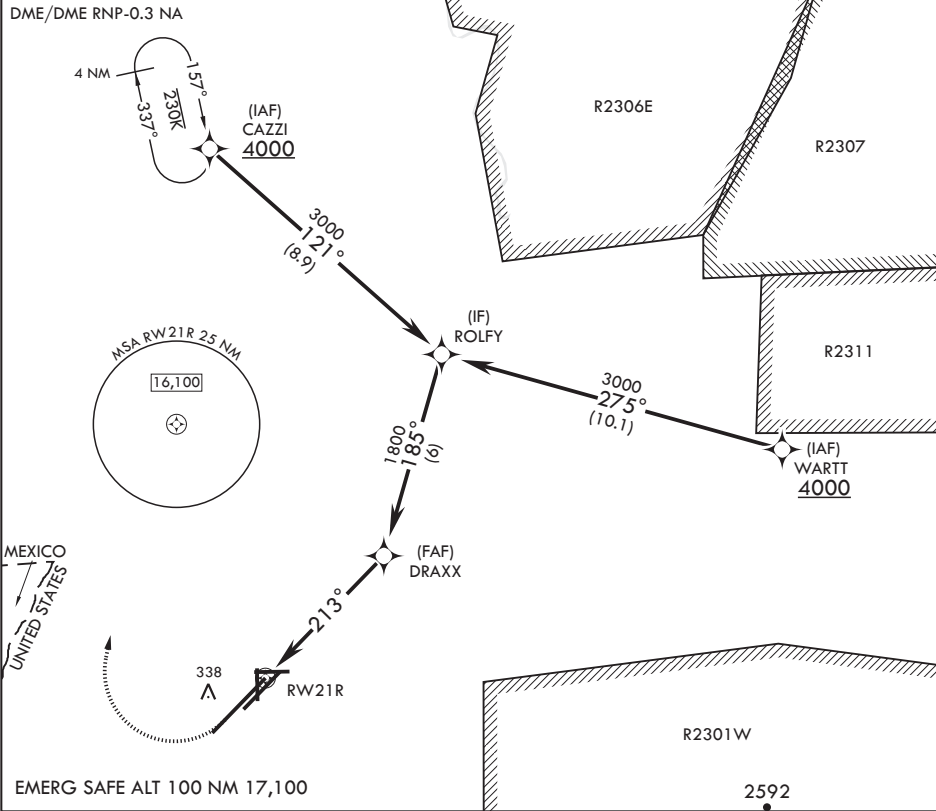 DME/DME RNP-0.3 NA
4 NM
157°
230K
337°
(IAF)
CAZZI
4000
R2306E
R2307
3000
121°
(8.9)
(IF)
ROLFY
MSA RW21R 25 NM
16,100
R2311
3000
275°
(10.1)
(IAF)
WARTT
4000
1800
185°
(6)
(FAF)
DRAXX
MEXICO
UNITED STATES
213°
338
RW21R
R2301W
EMERG SAFE ALT 100 NM 17,100
2592